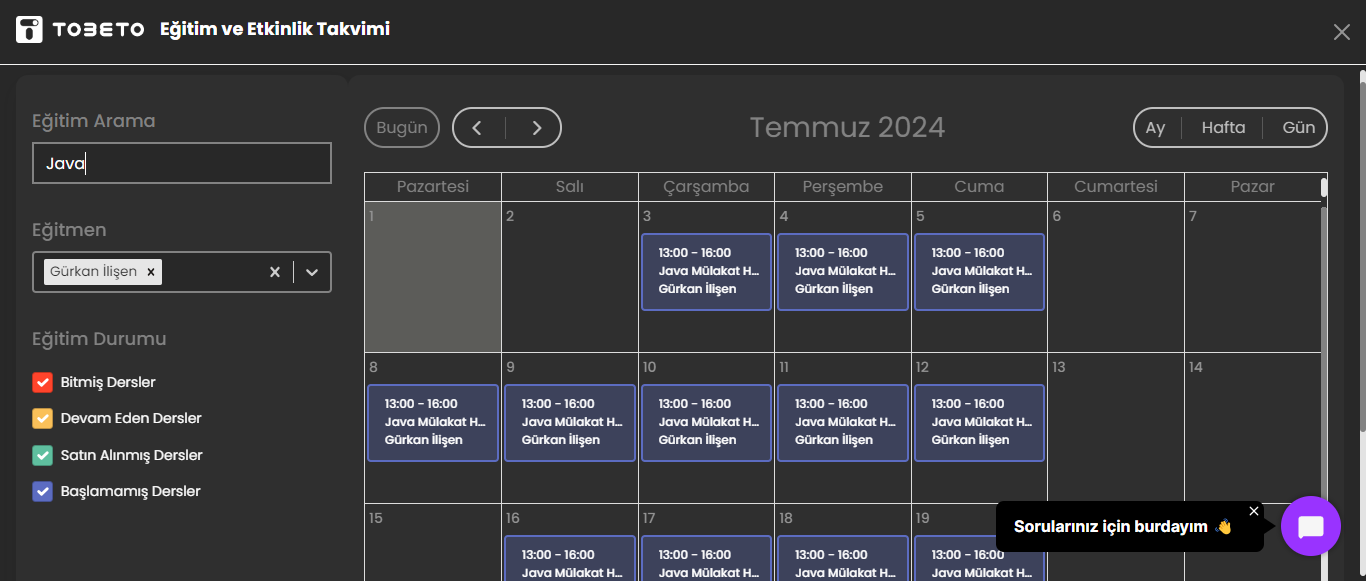 TOBETO Eğitim ve Etkinlik Takvimi
Eğitim Arama
Java
Eğitmen
Gürkan İlişen
Eğitim Durumu
Bitmiş Dersler
Devam Eden Dersler
Satın Alınmış Dersler
Başlamamış Dersler
Bugün
Temmuz 2024
Ay Hafta Gün
Pazartesi Salı Çarşamba Perşembe Cuma Cumartesi Pazar
1 2 3 4 5 6 7
13:00 - 16:00 13:00 - 16:00 13:00 - 16:00
Java Mülakat H... Java Mülakat H... Java Mülakat H...
Gürkan İlişen Gürkan İlişen Gürkan İlişen
8 9 10 11 12 13 14
13:00 - 16:00 13:00 - 16:00 13:00 - 16:00 13:00 - 16:00 13:00 - 16:00
Java Mülakat H... Java Mülakat H... Java Mülakat H... Java Mülakat H... Java Mülakat H...
Gürkan İlişen Gürkan İlişen Gürkan İlişen Gürkan İlişen Gürkan İlişen
15 16 17 18 19
13:00 - 16:00 13:00 - 16:00 13:00 - 16:00 13:00 - 16:00
Java Mülakat H... Java Mülakat H... Java Mülakat H... Java Mülakat H...
Sorularınız için burdayım 👋